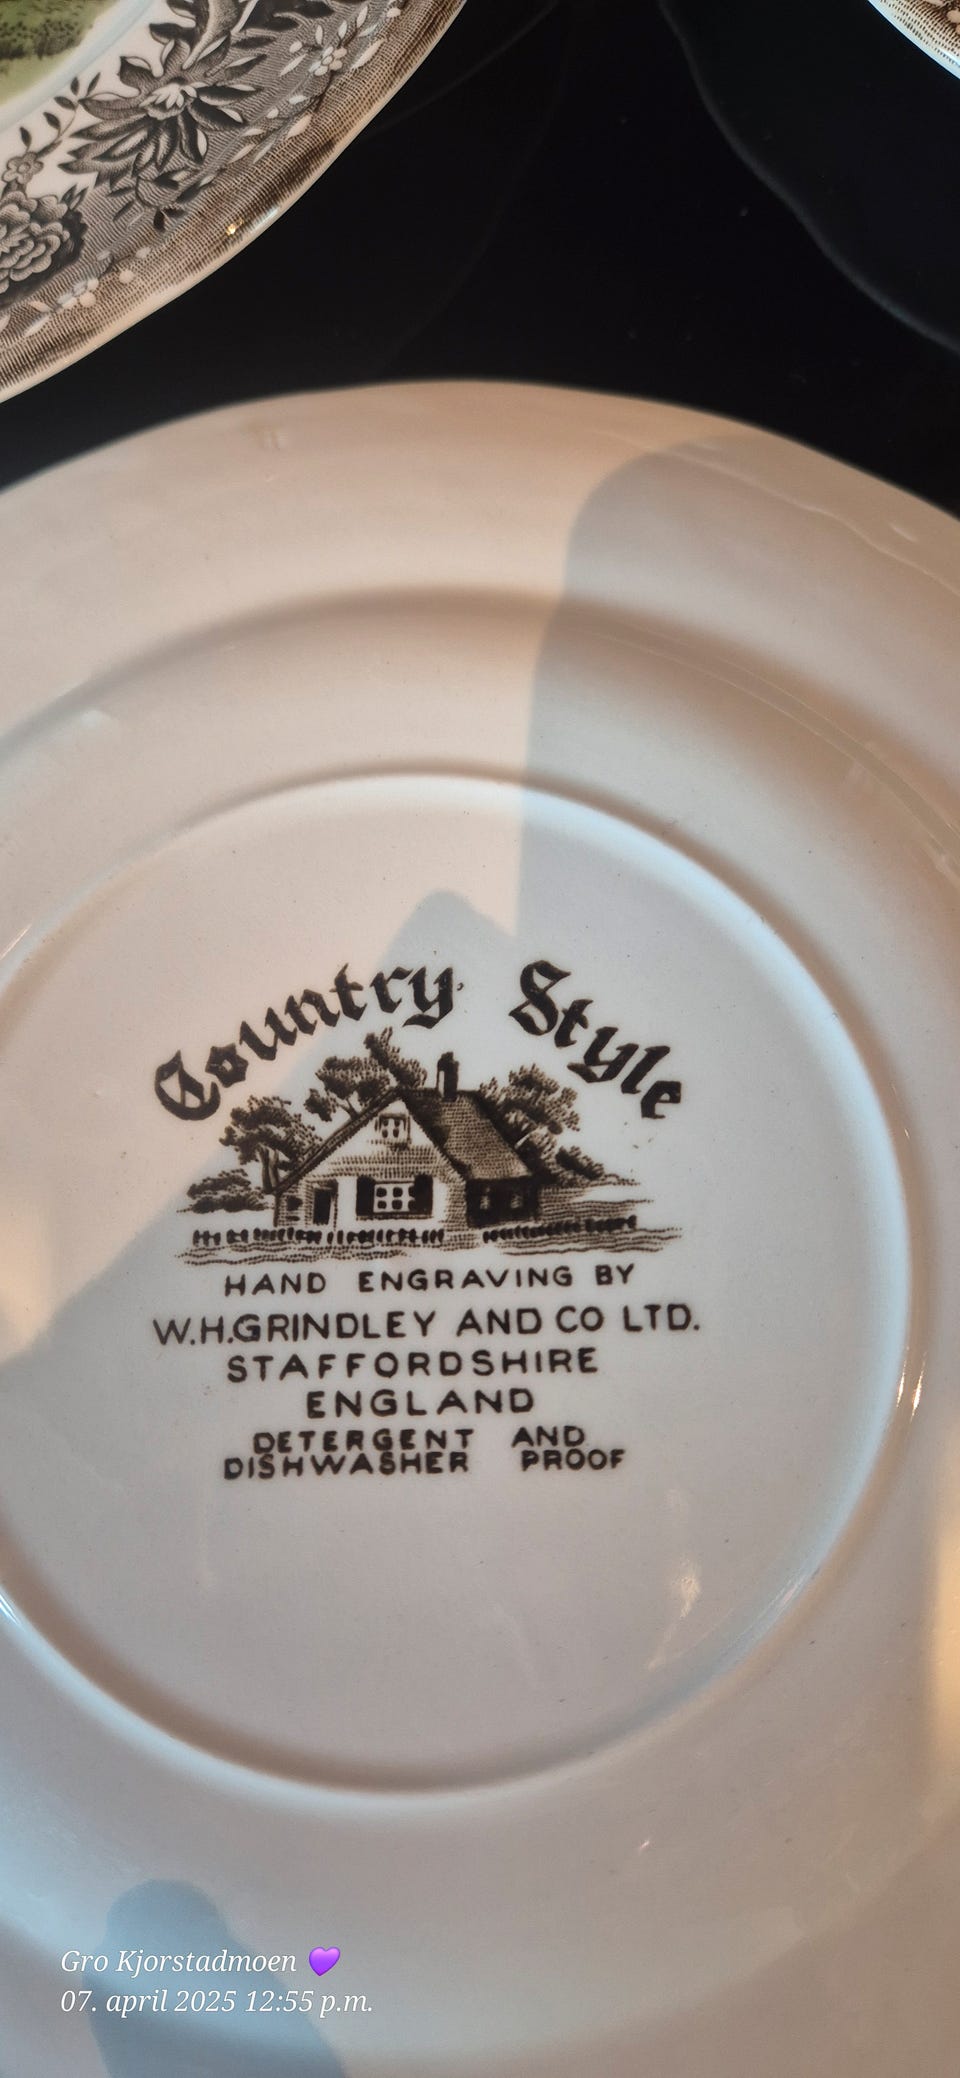 Country Style
HAND ENGRAVING BY
W.H.GRINDLEY AND CO LTD.
STAFFORDSHIRE
ENGLAND
DETERGENT AND
DISHWASHER PROOF
Gro Kjorstadmoen 💜
07. april 2025 12:55 p.m.